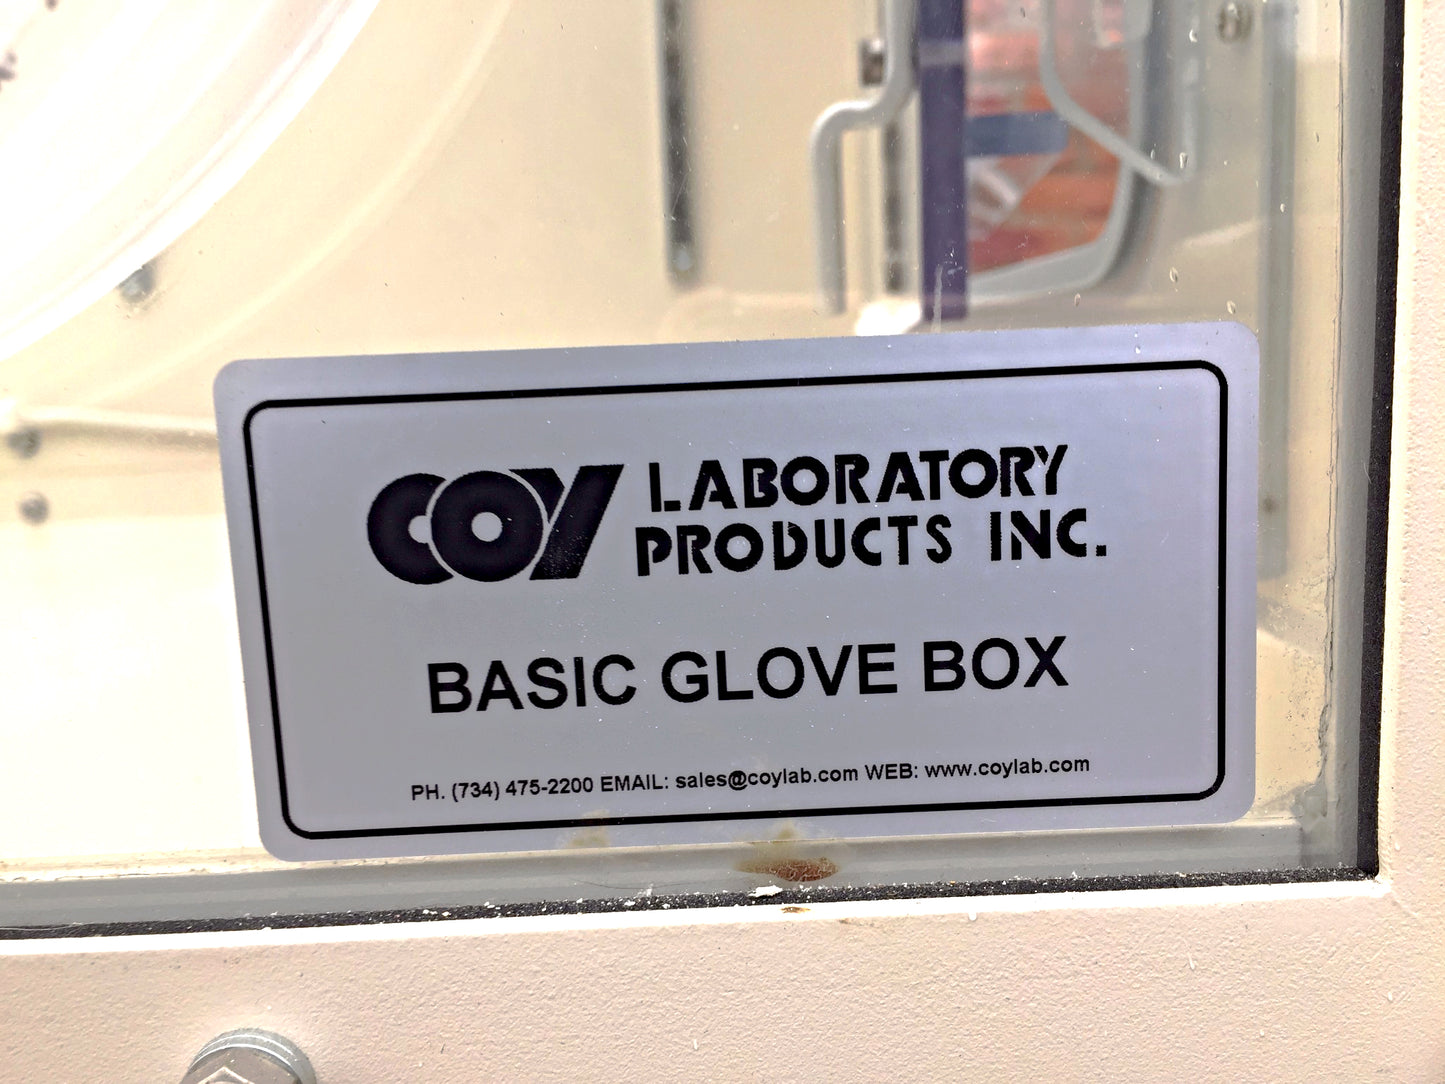 COY LABORATORY
PRODUCTS INC.
BASIC GLOVE BOX
PH. (734) 475-2200 EMAIL: sales@coylab.com WEB: www.coylab.com